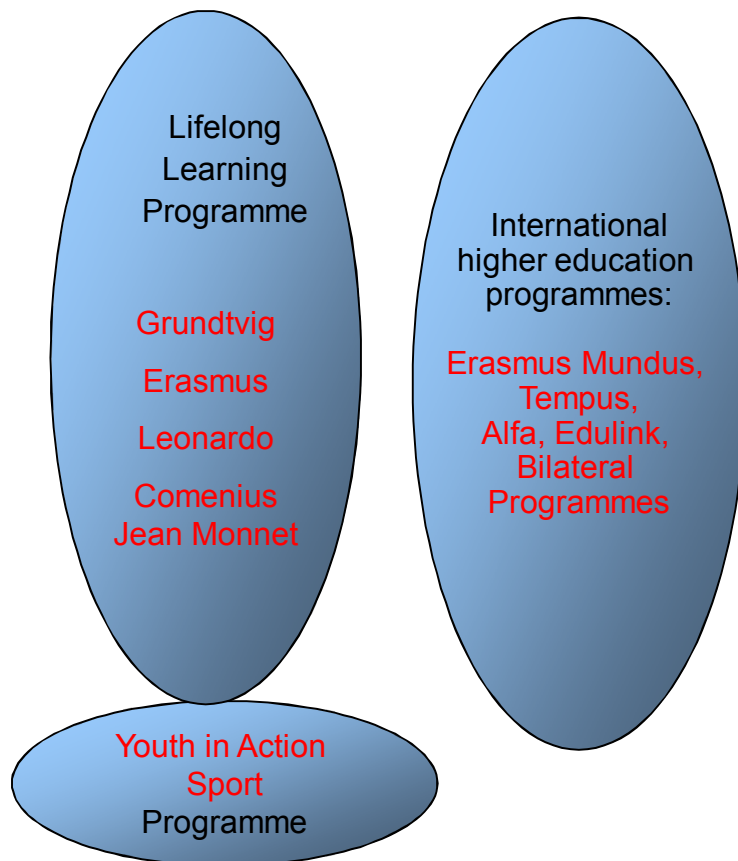 Lifelong
Learning
Programme
Grundtvig
Erasmus
Leonardo
Comenius
Jean Monnet
International
higher education
programmes:
Erasmus Mundus,
Tempus,
Alfa, Edulink,
Bilateral
Programmes
Youth in Action
Sport
Programme